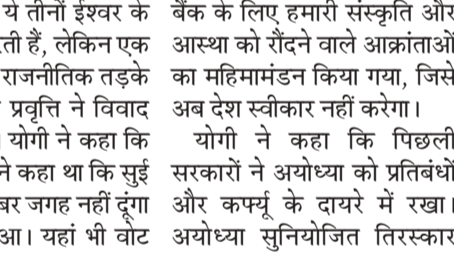 ये तीनों ईश्वर के
ती हैं, लेकिन एक
राजनीतिक तड़के
प्रवृत्ति ने विवाद
योगी ने कहा कि
ने कहा था कि सुई
बर जगह नहीं दूंगा
आ। यहां भी वोट
बैंक के लिए हमारी संस्कृति और
आस्था को रौंदने वाले आक्रांताओं
का महिमामंडन किया गया, जिसे
अब देश स्वीकार नहीं करेगा।
योगी ने कहा कि पिछली
सरकारों ने अयोध्या को प्रतिबंधों
और कर्फ्यू के दायरे में रखा।
अयोध्या सुनियोजित तिरस्कार